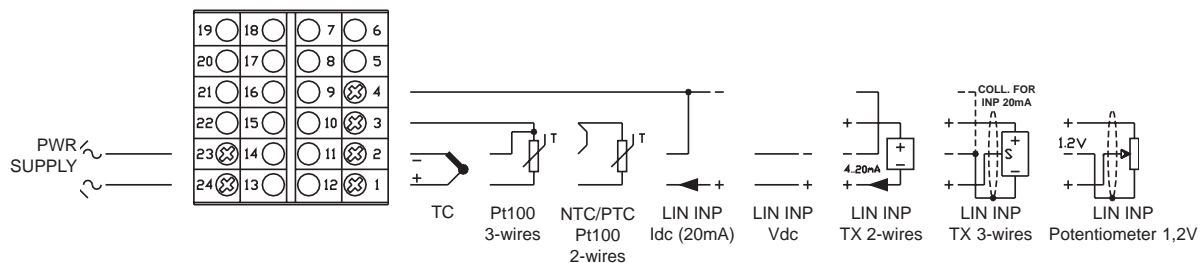 19 18 7 6
20 17 8 5
21 16 9 4
22 15 10 3
23 14 11 2
24 13 12 1
PWR
SUPPLY
COLL. FOR
INP 20mA
T
T
4..20mA
S
1.2V
TC
Pt100
3-wires
NTC/PTC
Pt100
2-wires
LIN INP
Idc (20mA)
LIN INP
Vdc
LIN INP
TX 2-wires
LIN INP
TX 3-wires
LIN INP
Potentiometer 1,2V